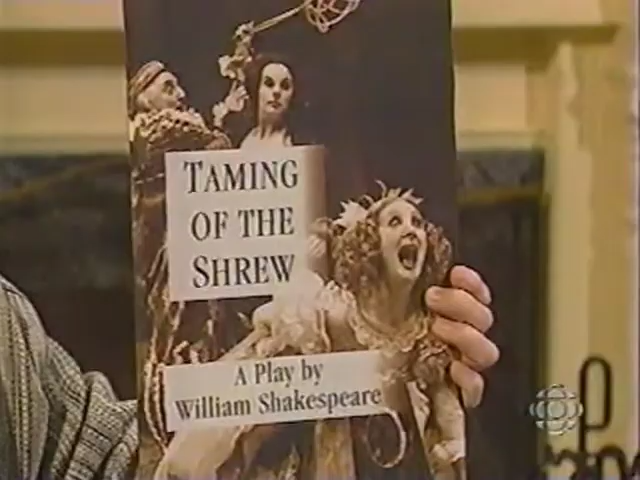 TAMING
OF THE
SHREW
A Play by
William Shakespeare